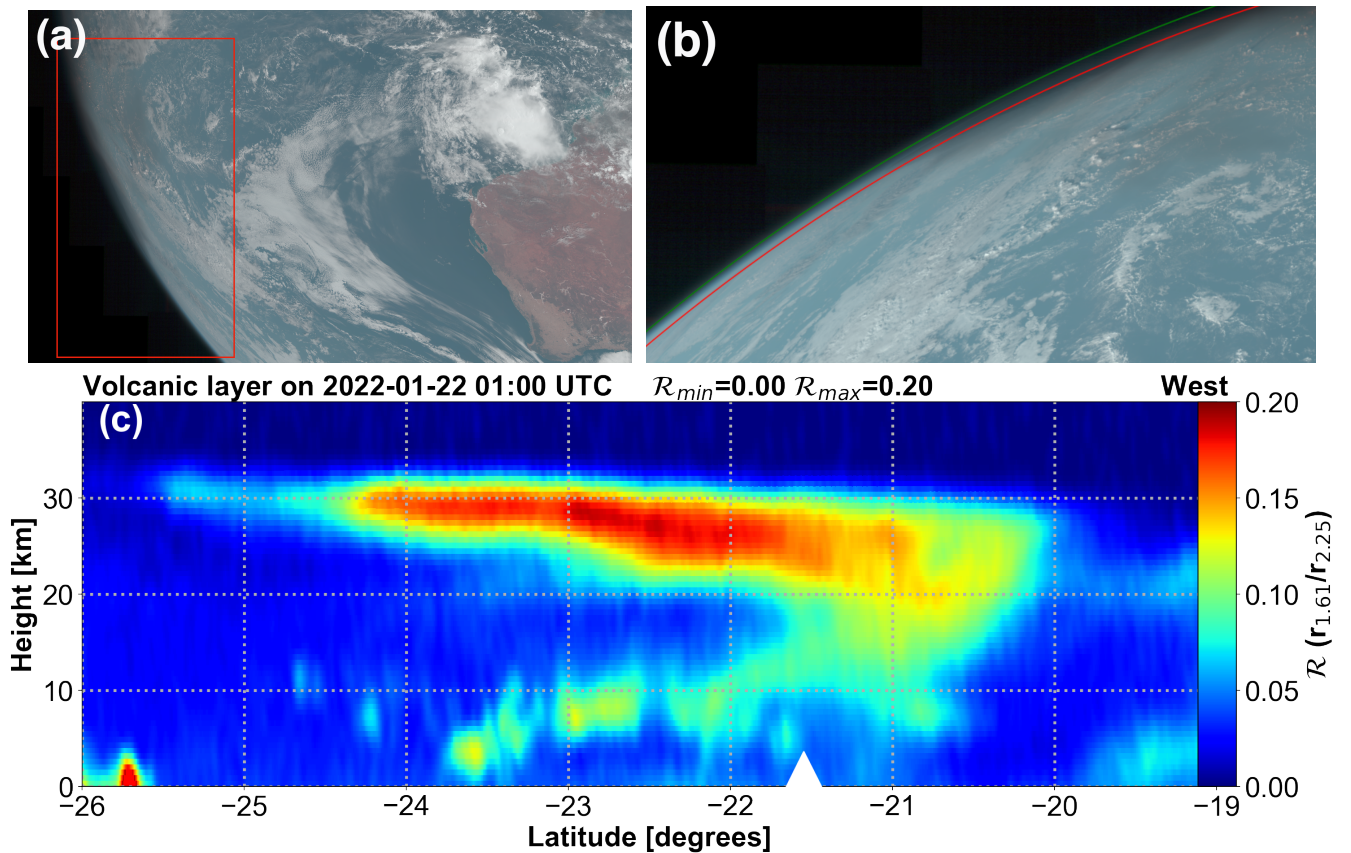 (a)
(b)
Volcanic layer on 2022-01-22 01:00 UTC ℛmin=0.00 ℛmax=0.20 West
(c)
Height [km]
30
20
10
0
−26 −25 −24 −23 −22 −21 −20 −19
Latitude [degrees]
0.20
0.15
0.10
0.05
0.00
ℛ (r1.61/r2.25)